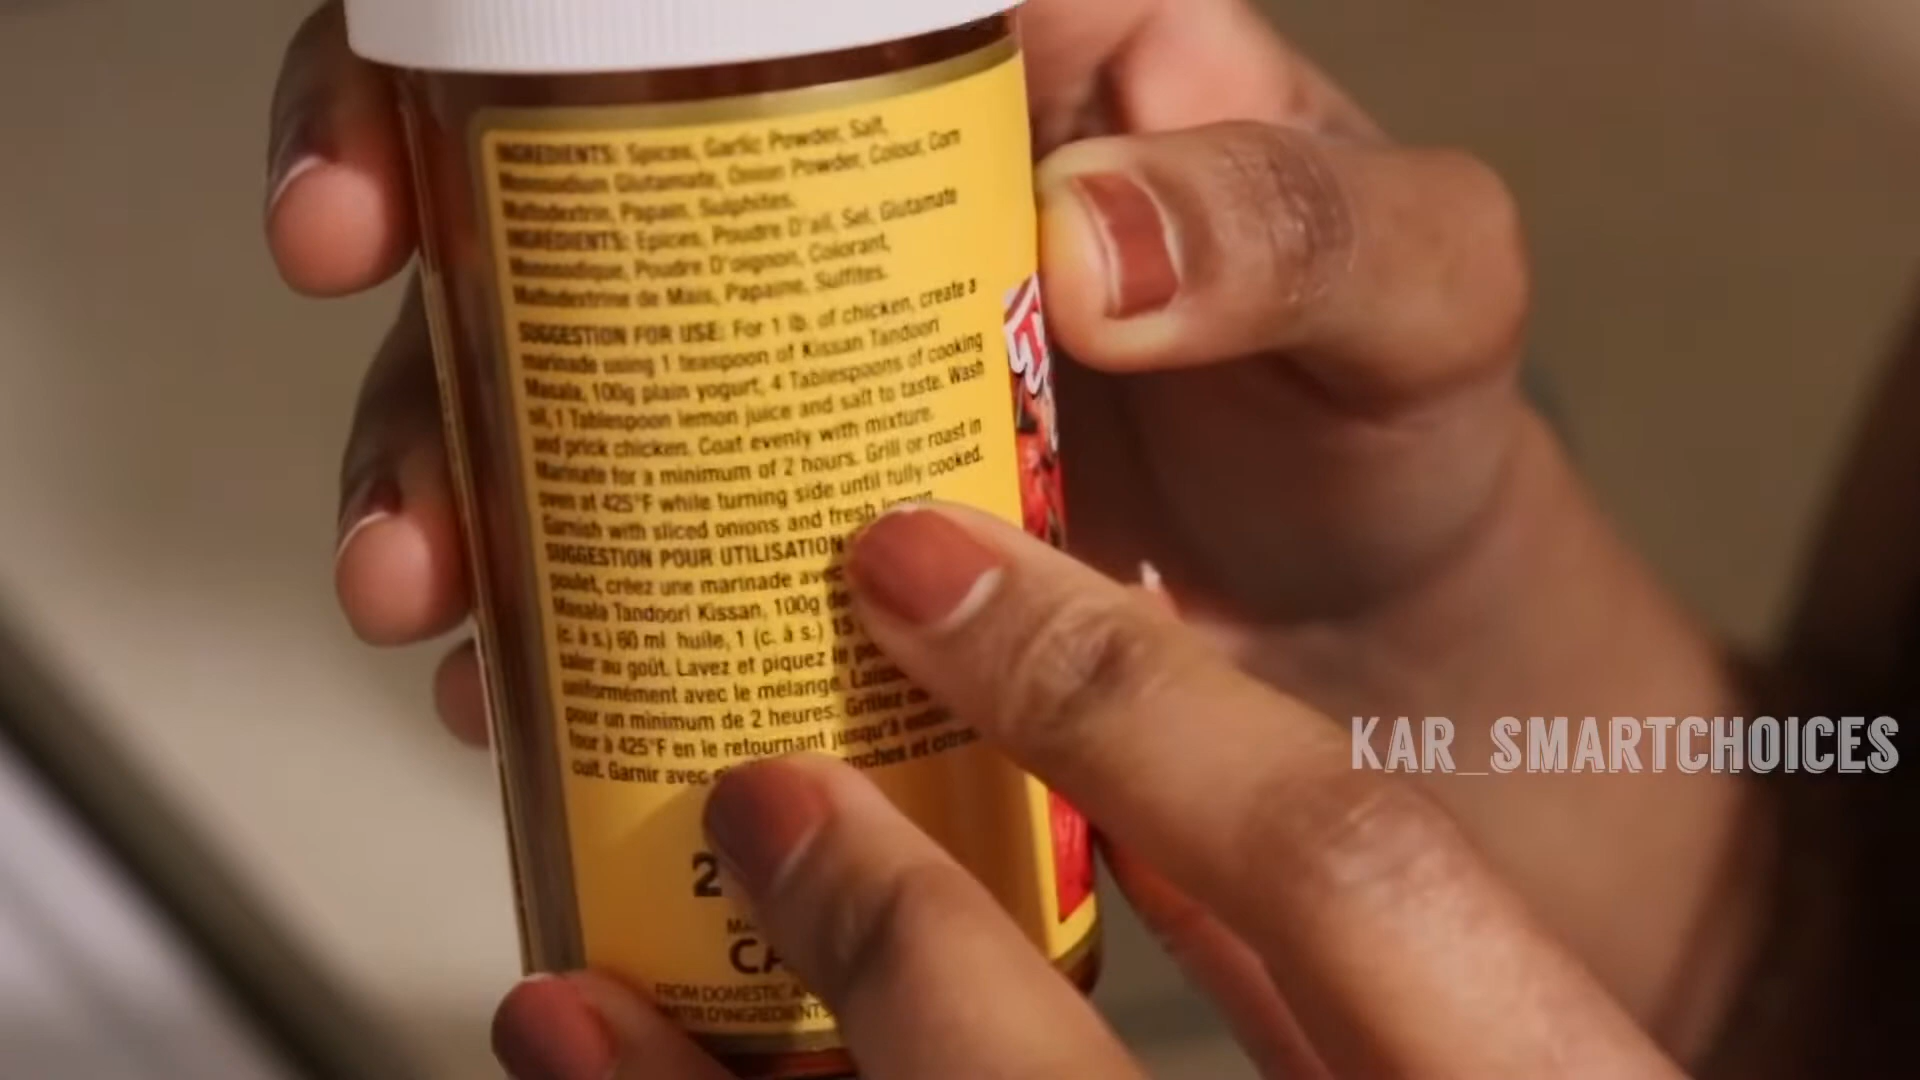 INGREDIENTS: Spices, Garlic Powder, Salt,
Monosodium Glutamate, Onion Powder, Colour, Corn
Maltodextrin, Papain, Sulphites.
INGRÉDIENTS: Épices, Poudre D'ail, Sel, Glutamate
Monosodique, Poudre D'oignon, Colorant,
Maltodextrine de Maïs, Papaïne, Sulfites.
SUGGESTION FOR USE: For 1 lb. of chicken, create a
marinade using 1 teaspoon of Kissan Tandoori
Masala, 100g plain yogurt, 4 Tablespoons of cooking
oil, 1 Tablespoon lemon juice and salt to taste. Wash
and prick chicken. Coat evenly with mixture.
Marinate for a minimum of 2 hours. Grill or roast in
oven at 425°F while turning side until fully cooked.
Garnish with sliced onions and fresh lemon
SUGGESTION POUR UTILISATION
poulet, créez une marinade avec
Masala Tandoori Kissan, 100g de
(c. à s.) 60 ml huile, 1 (c. à s.) 15
saler au goût. Lavez et piquez le
uniformément avec le mélange.
pour un minimum de 2 heures. Grillez
four à 425°F en le retournant jusqu'à
cuit. Garnir avec
2
CA
FROM DOMESTIC
D'INGREDIENTS
KAR_SMARTCHOICES